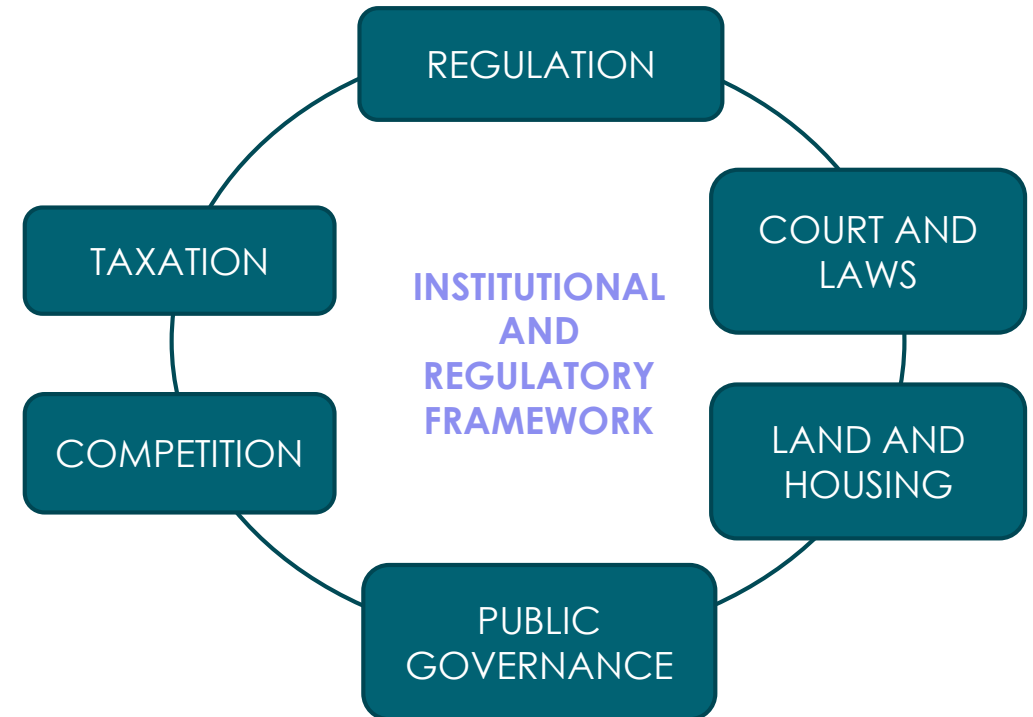 REGULATION
COURT AND
LAWS
LAND AND
HOUSING
PUBLIC
GOVERNANCE
COMPETITION
TAXATION
INSTITUTIONAL
AND
REGULATORY
FRAMEWORK